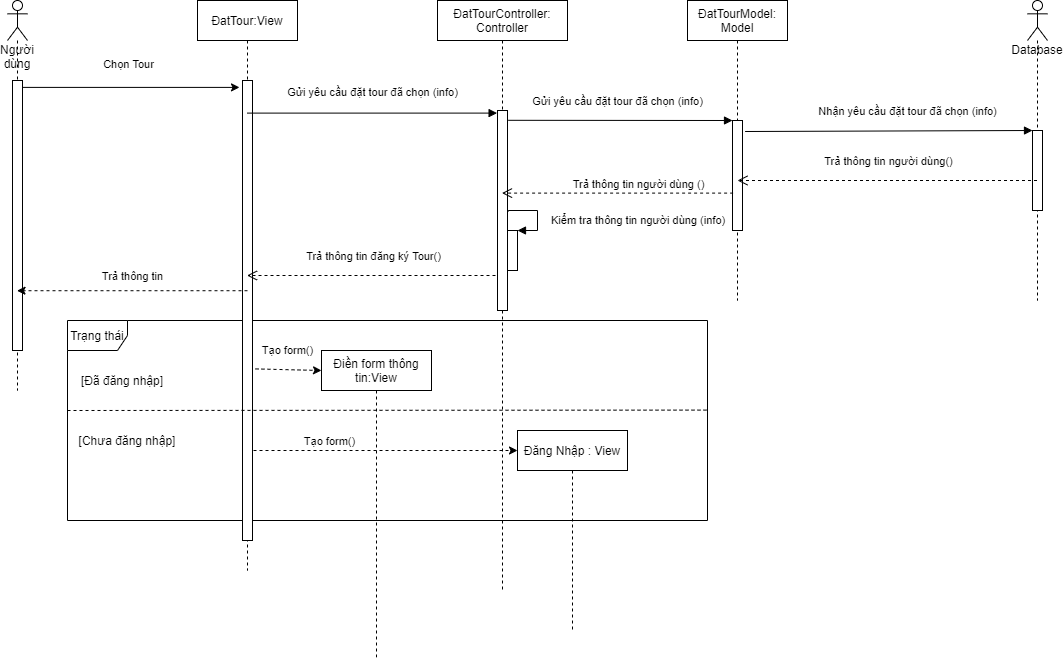 ĐatTour:View
ĐatTourController:
Controller
ĐatTourModel:
Model
Người
dùng
Database
Chọn Tour
Gửi yêu cầu đặt tour đã chọn (info)
Gửi yêu cầu đặt tour đã chọn (info)
Nhận yêu cầu đặt tour đã chọn (info)
Trả thông tin người dùng()
Trả thông tin người dùng ()
Kiểm tra thông tin người dùng (info)
Trả thông tin đăng ký Tour()
Trả thông tin
Trạng thái
Tạo form()
Điền form thông
tin:View
[Đã đăng nhập]
[Chưa đăng nhập]
Tạo form()
Đăng Nhập : View